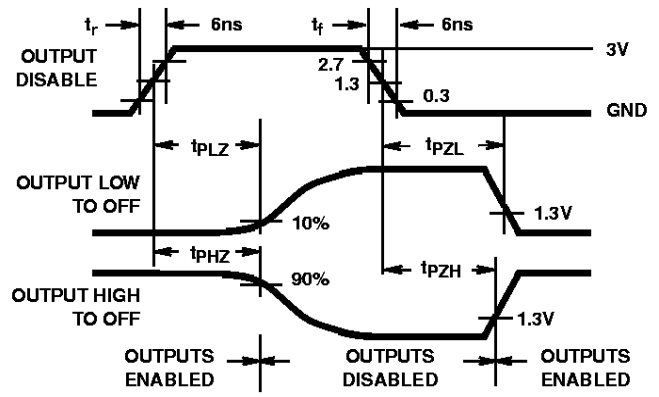 tr 6ns tf 6ns
OUTPUT
DISABLE
2.7
1.3
0.3
3V
GND
tPLZ tPZL
OUTPUT LOW
TO OFF
10%
1.3V
tPHZ tPZH
90%
OUTPUT HIGH
TO OFF
1.3V
OUTPUTS
ENABLED
OUTPUTS
DISABLED
OUTPUTS
ENABLED